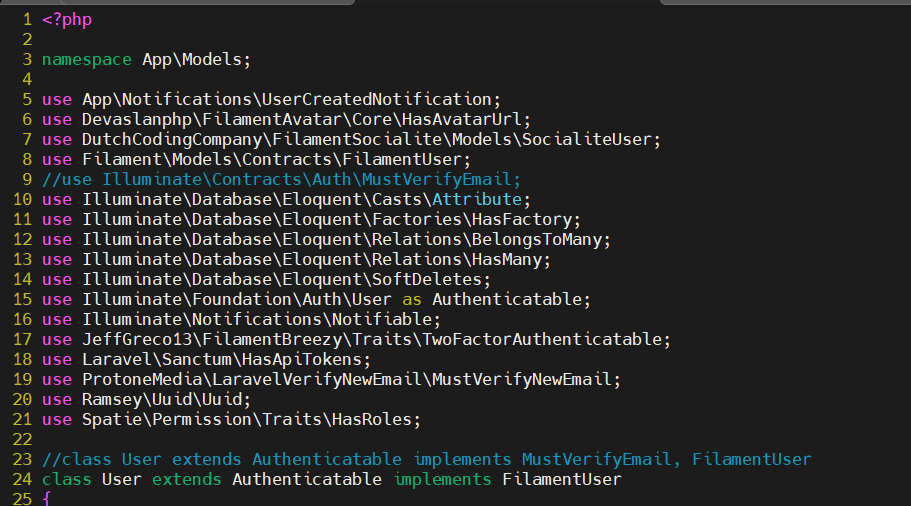 1 <?php
2
3 namespace App\Models;
4
5 use App\Notifications\UserCreatedNotification;
6 use Devaslanphp\FilamentAvatar\Core\HasAvatarUrl;
7 use DutchCodingCompany\FilamentSocialite\Models\SocialiteUser;
8 use Filament\Models\Contracts\FilamentUser;
9 //use Illuminate\Contracts\Auth\MustVerifyEmail;
10 use Illuminate\Database\Eloquent\Casts\Attribute;
11 use Illuminate\Database\Eloquent\Factories\HasFactory;
12 use Illuminate\Database\Eloquent\Relations\BelongsToMany;
13 use Illuminate\Database\Eloquent\Relations\HasMany;
14 use Illuminate\Database\Eloquent\SoftDeletes;
15 use Illuminate\Foundation\Auth\User as Authenticatable;
16 use Illuminate\Notifications\Notifiable;
17 use JeffGreco13\FilamentBreezy\Traits\TwoFactorAuthenticatable;
18 use Laravel\Sanctum\HasApiTokens;
19 use ProtoneMedia\LaravelVerifyNewEmail\MustVerifyNewEmail;
20 use Ramsey\Uuid\Uuid;
21 use Spatie\Permission\Traits\HasRoles;
22
23 //class User extends Authenticatable implements MustVerifyEmail, FilamentUser
24 class User extends Authenticatable implements FilamentUser
25 {